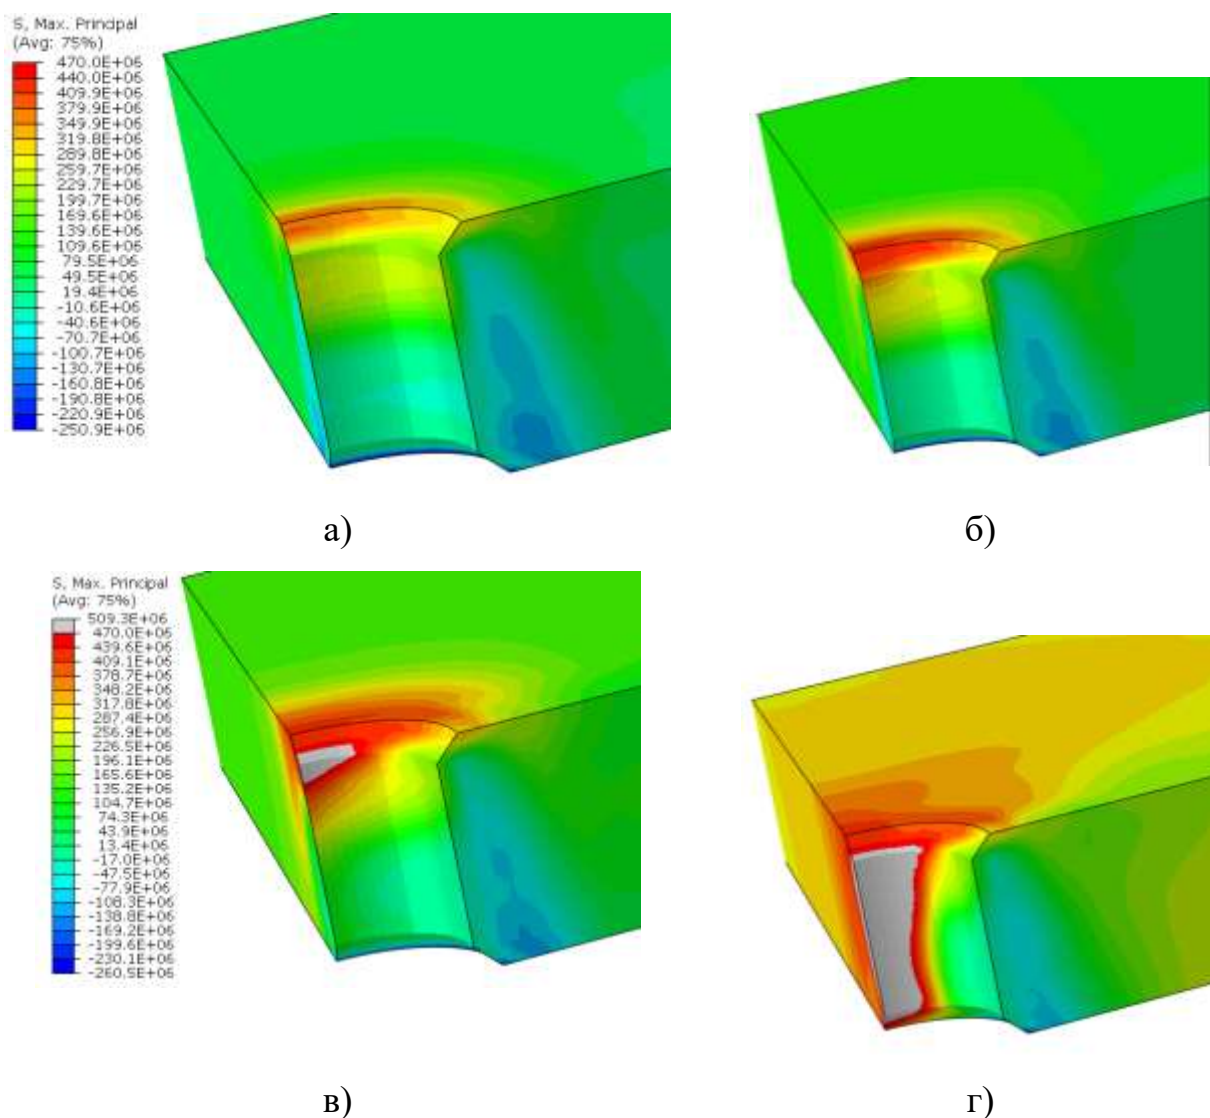 S, Max. Principal
(Avg: 75%)
470.0E+06
440.0E+06
409.9E+06
379.9E+06
349.9E+06
319.8E+06
289.8E+06
259.7E+06
229.7E+06
199.7E+06
169.6E+06
139.6E+06
109.6E+06
79.5E+06
49.5E+06
19.4E+06
-10.6E+06
-40.6E+06
-70.7E+06
-100.7E+06
-130.7E+06
-160.8E+06
-190.8E+06
-220.9E+06
-250.9E+06
а)
б)
S, Max. Principal
(Avg: 75%)
509.3E+06
470.0E+06
439.6E+06
409.1E+06
378.7E+06
348.2E+06
317.8E+06
287.4E+06
256.9E+06
226.5E+06
196.1E+06
165.6E+06
135.2E+06
104.7E+06
74.3E+06
43.9E+06
13.4E+06
-17.0E+06
-47.5E+06
-77.9E+06
-108.3E+06
-138.8E+06
-169.2E+06
-199.6E+06
-230.1E+06
-260.5E+06
в)
г)